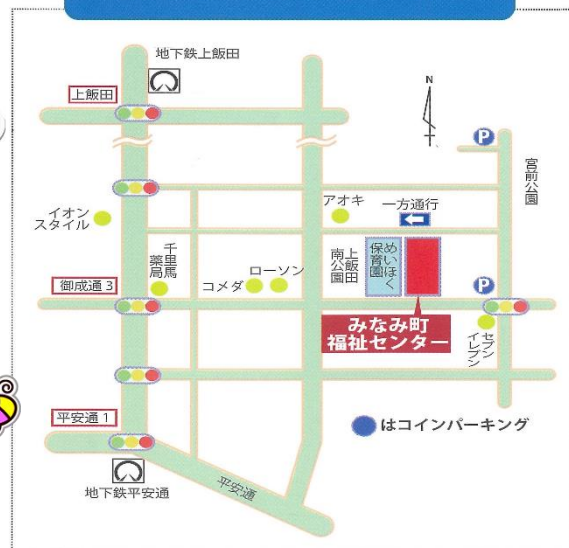 地下鉄上飯田
上飯田
N
P
宮前公園
アオキ
一方通行
イオン
スタイル
千里馬
薬局
コメダ
ローソン
上飯田
南公園
めいほく
保育園
御成通3
P
みなみ町
福祉センター
セブン
イレブン
平安通1
はコインパーキング
地下鉄平安通
平安通